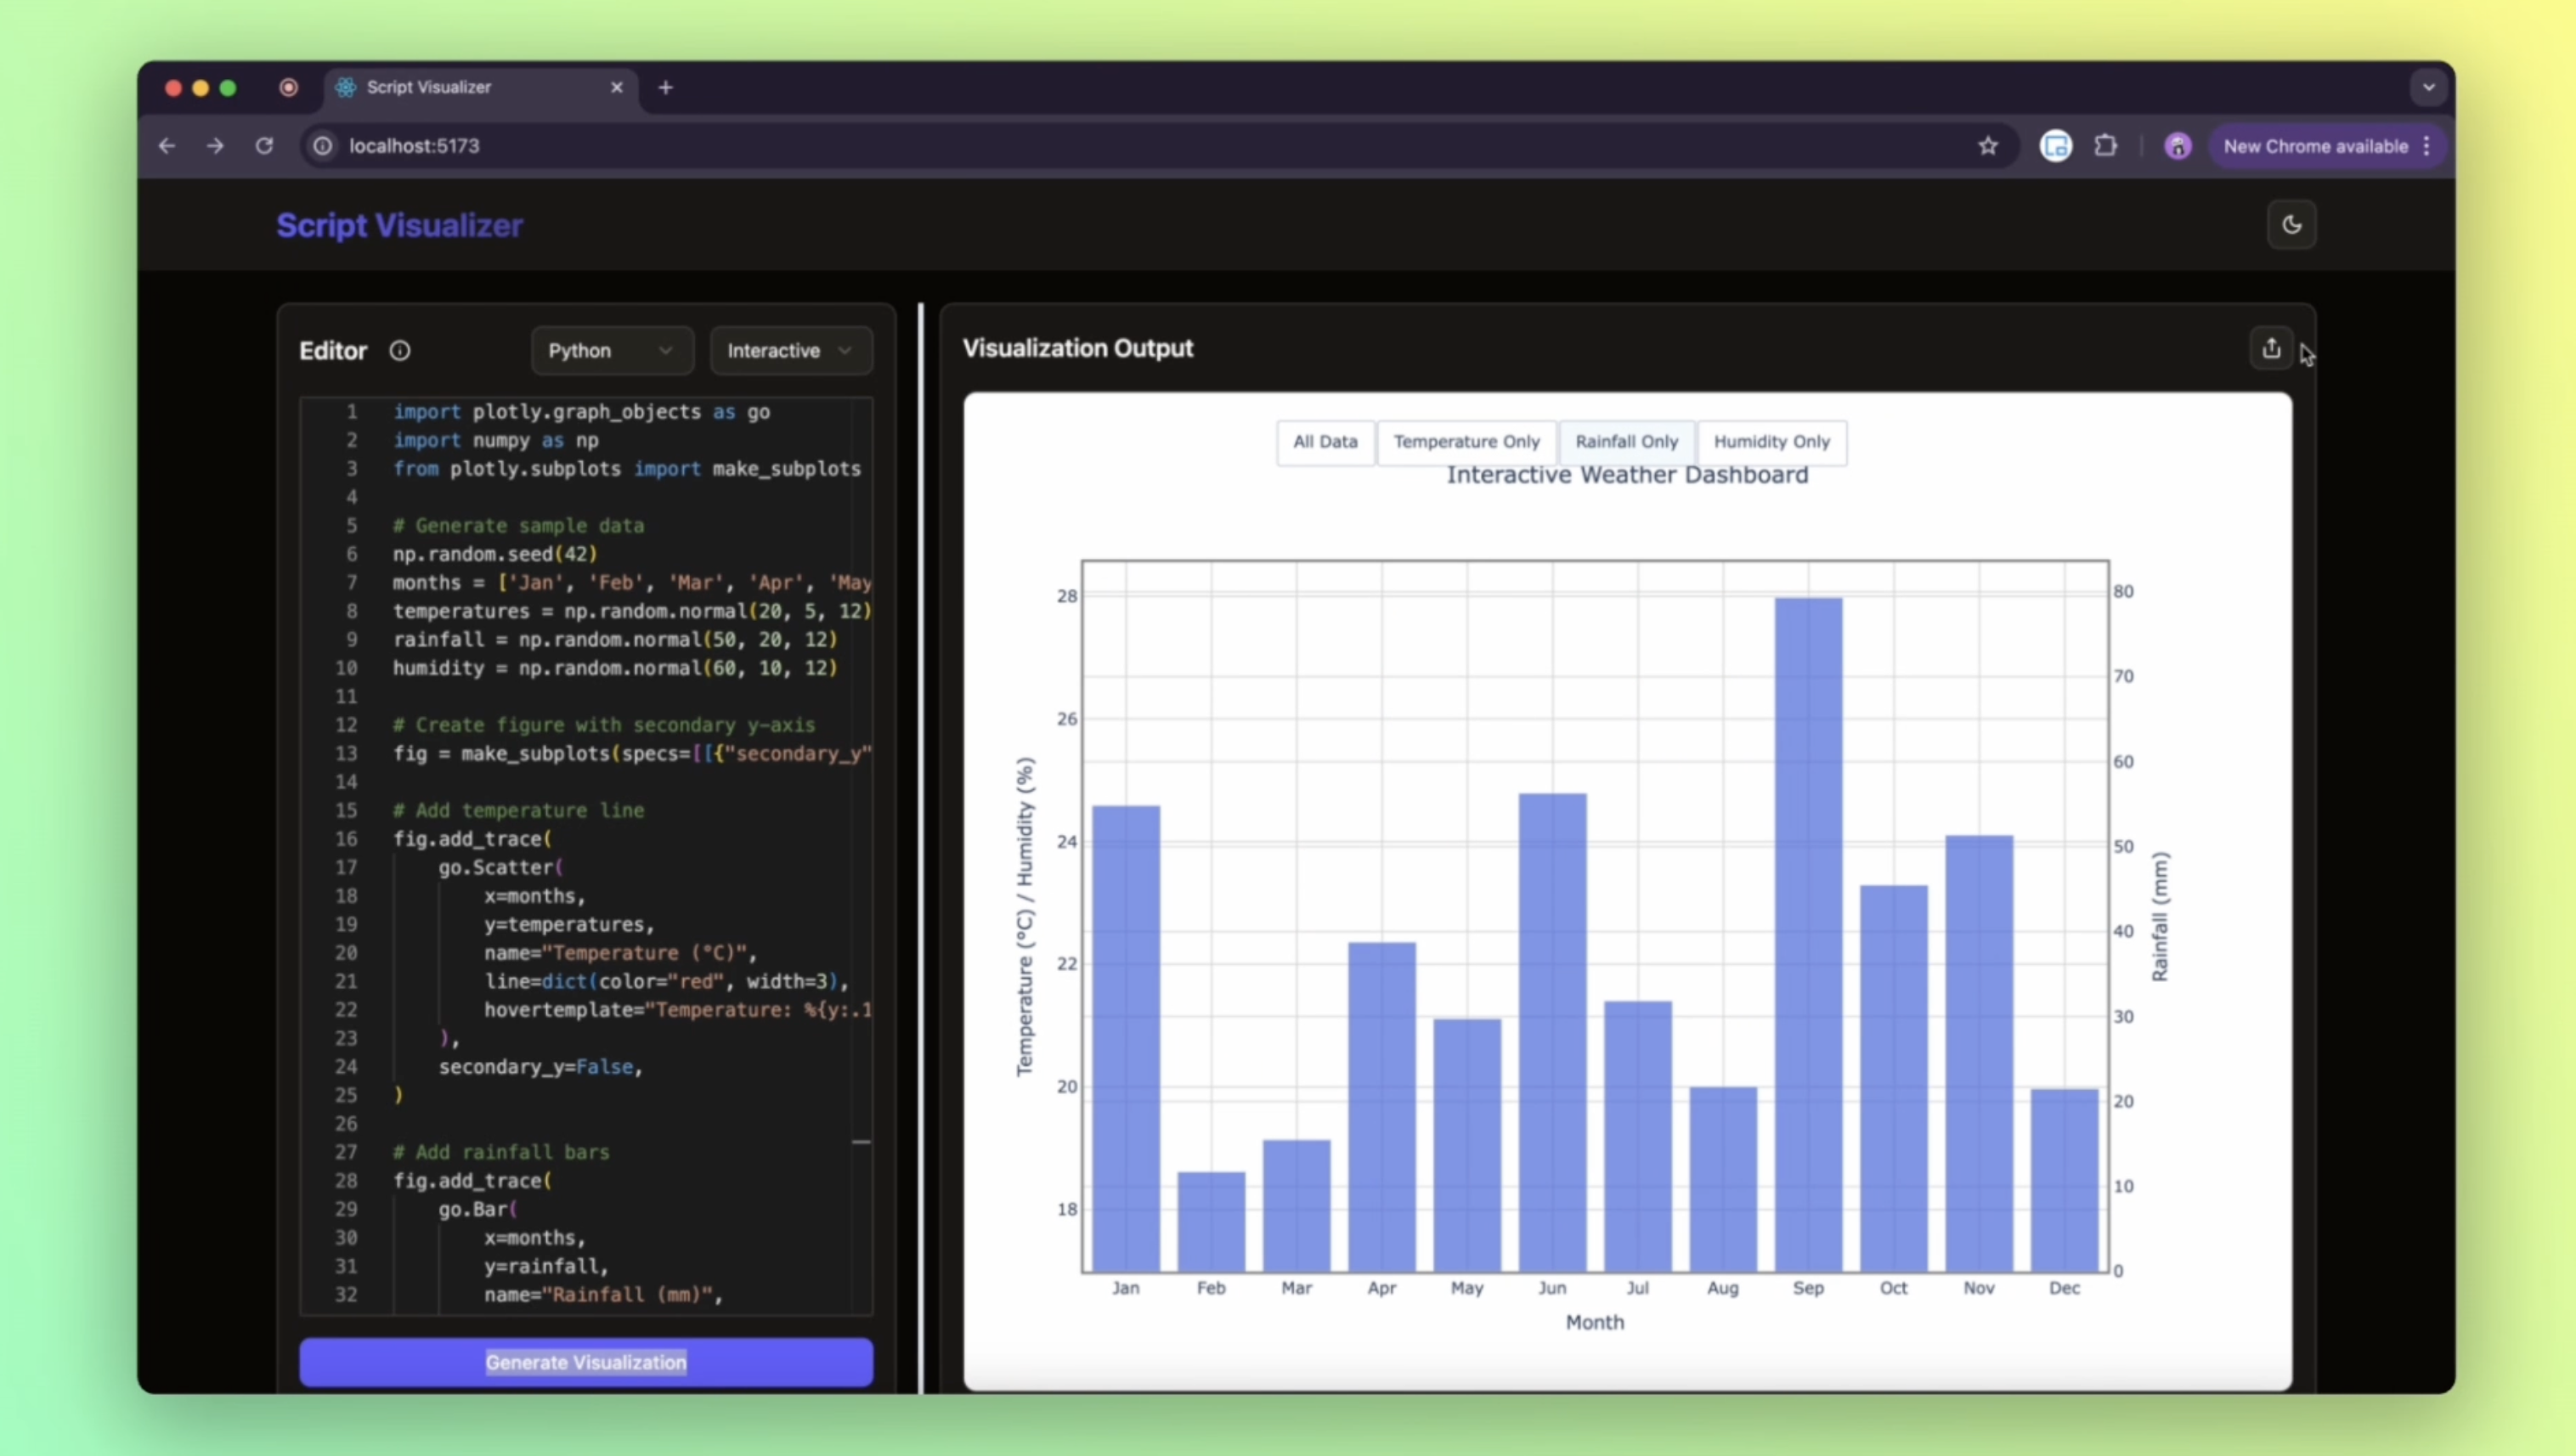 Script Visualizer
localhost:5173
New Chrome available
Script Visualizer
Editor
Python
Interactive
1 import plotly.graph_objects as go
2 import numpy as np
3 from plotly.subplots import make_subplots
4
5 # Generate sample data
6 np.random.seed(42)
7 months = ['Jan', 'Feb', 'Mar', 'Apr', 'May
8 temperatures = np.random.normal(20, 5, 12)
9 rainfall = np.random.normal(50, 20, 12)
10 humidity = np.random.normal(60, 10, 12)
11
12 # Create figure with secondary y-axis
13 fig = make_subplots(specs=[[{"secondary_y"
14
15 # Add temperature line
16 fig.add_trace(
17 go.Scatter(
18 x=months,
19 y=temperatures,
20 name="Temperature (°C)",
21 line=dict(color="red", width=3),
22 hovertemplate="Temperature: %{y:.1
23 ),
24 secondary_y=False,
25 )
26
27 # Add rainfall bars
28 fig.add_trace(
29 go.Bar(
30 x=months,
31 y=rainfall,
32 name="Rainfall (mm)",
Generate Visualization
Visualization Output
All Data
Temperature Only
Rainfall Only
Humidity Only
Interactive Weather Dashboard
Temperature (°C) / Humidity (%)
28
26
24
22
20
18
80
70
60
50
40
30
20
10
0
Rainfall (mm)
Jan Feb Mar Apr May Jun Jul Aug Sep Oct Nov Dec
Month